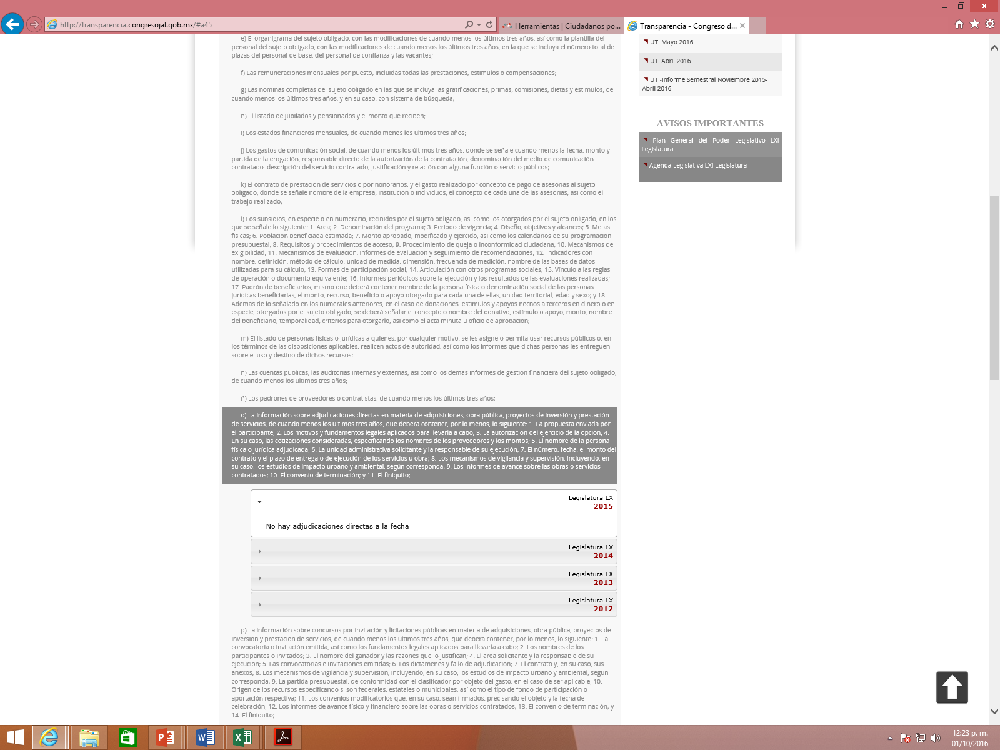 http://transparencia.congresojal.gob.mx/#a45
Herramientas | Ciudadanos po...
Transparencia - Congreso d...
e) El organigrama del sujeto obligado, con las modificaciones de cuando menos los últimos tres años, así como la plantilla del
personal del sujeto obligado, con las modificaciones de cuando menos los últimos tres años, en la que se incluya el número total de
plazas del personal de base, del personal de confianza y las vacantes;
f) Las remuneraciones mensuales por puesto, incluidas todas las prestaciones, estímulos o compensaciones;
g) Las nóminas completas del sujeto obligado en las que se incluya las gratificaciones, primas, comisiones, dietas y estímulos, de
cuando menos los últimos tres años, y en su caso, con sistema de búsqueda;
h) El listado de jubilados y pensionados y el monto que reciben;
i) Los estados financieros mensuales, de cuando menos los últimos tres años;
j) Los gastos de comunicación social, de cuando menos los últimos tres años, donde se señale cuando menos la fecha, monto y
partida de la erogación, responsable directo de la autorización de la contratación, denominación del medio de comunicación
contratado, descripción del servicio contratado, justificación y relación con alguna función o servicio públicos;
k) El contrato de prestación de servicios o por honorarios, y el gasto realizado por concepto de pago de asesorías al sujeto
obligado, donde se señale nombre de la empresa, institución o individuos, el concepto de cada una de las asesorías, así como el
trabajo realizado;
l) Los subsidios, en especie o en numerario, recibidos por el sujeto obligado, así como los otorgados por el sujeto obligado, en los
que se señale lo siguiente: 1. Área; 2. Denominación del programa; 3. Periodo de vigencia; 4. Diseño, objetivos y alcances; 5. Metas
físicas; 6. Población beneficiada estimada; 7. Monto aprobado, modificado y ejercido, así como los calendarios de su programación
presupuestal; 8. Requisitos y procedimientos de acceso; 9. Procedimiento de queja o inconformidad ciudadana; 10. Mecanismos de
exigibilidad; 11. Mecanismos de evaluación, informes de evaluación y seguimiento de recomendaciones; 12. Indicadores con
nombre, definición, método de cálculo, unidad de medida, dimensión, frecuencia de medición, nombre de las bases de datos
utilizadas para su cálculo; 13. Formas de participación social; 14. Articulación con otros programas sociales; 15. Vínculo a las reglas
de operación o documento equivalente; 16. Informes periódicos sobre la ejecución y los resultados de las evaluaciones realizadas;
17. Padrón de beneficiarios, mismo que deberá contener nombre de la persona física o denominación social de las personas
jurídicas beneficiarias, el monto, recurso, beneficio o apoyo otorgado para cada una de ellas, unidad territorial, edad y sexo; y 18.
Además de lo señalado en los numerales anteriores, en el caso de donaciones, estímulos y apoyos hechos a terceros en dinero o en
especie, otorgados por el sujeto obligado, se deberá señalar el concepto o nombre del donativo, estímulo o apoyo, monto, nombre
del beneficiario, temporalidad, criterios para otorgarlo, así como el acta minuta u oficio de aprobación;
m) El listado de personas físicas o jurídicas a quienes, por cualquier motivo, se les asigne o permita usar recursos públicos o, en
los términos de las disposiciones aplicables, realicen actos de autoridad, así como los informes que dichas personas les entreguen
sobre el uso y destino de dichos recursos;
n) Las cuentas públicas, las auditorías internas y externas, así como los demás informes de gestión financiera del sujeto obligado,
de cuando menos los últimos tres años;
ñ) Los padrones de proveedores o contratistas, de cuando menos los últimos tres años;
o) La información sobre adjudicaciones directas en materia de adquisiciones, obra pública, proyectos de inversión y prestación
de servicios, de cuando menos los últimos tres años, que deberá contener, por lo menos, lo siguiente: 1. La propuesta enviada por
el participante; 2. Los motivos y fundamentos legales aplicados para llevarla a cabo; 3. La autorización del ejercicio de la opción; 4.
En su caso, las cotizaciones consideradas, especificando los nombres de los proveedores y los montos; 5. El nombre de la persona
física o jurídica adjudicada; 6. La unidad administrativa solicitante y la responsable de su ejecución; 7. El número, fecha, el monto del
contrato y el plazo de entrega o de ejecución de los servicios u obra; 8. Los mecanismos de vigilancia y supervisión, incluyendo, en
su caso, los estudios de impacto urbano y ambiental, según corresponda; 9. Los informes de avance sobre las obras o servicios
contratados; 10. El convenio de terminación; y 11. El finiquito;
Legislatura LX
2015
No hay adjudicaciones directas a la fecha
Legislatura LX
2014
Legislatura LX
2013
Legislatura LX
2012
p) La información sobre concursos por invitación y licitaciones públicas en materia de adquisiciones, obra pública, proyectos de
inversión y prestación de servicios, de cuando menos los últimos tres años, que deberá contener, por lo menos, lo siguiente: 1. La
convocatoria o invitación emitida, así como los fundamentos legales aplicados para llevarla a cabo; 2. Los nombres de los
participantes o invitados; 3. El nombre del ganador y las razones que lo justifican; 4. El área solicitante y la responsable de su
ejecución; 5. Las convocatorias e invitaciones emitidas; 6. Los dictámenes y fallo de adjudicación; 7. El contrato y, en su caso, sus
anexos; 8. Los mecanismos de vigilancia y supervisión, incluyendo, en su caso, los estudios de impacto urbano y ambiental, según
corresponda; 9. La partida presupuestal, de conformidad con el clasificador por objeto del gasto, en el caso de ser aplicable; 10.
Origen de los recursos especificando si son federales, estatales o municipales, así como el tipo de fondo de participación o
aportación respectiva; 11. Los convenios modificatorios que, en su caso, sean firmados, precisando el objeto y la fecha de
celebración; 12. Los informes de avance físico y financiero sobre las obras o servicios contratados; 13. El convenio de terminación; y
14. El finiquito;
UTI Mayo 2016
UTI Abril 2016
UTI-Informe Semestral Noviembre 2015-
Abril 2016
AVISOS IMPORTANTES
Plan General del Poder Legislativo LXI
Legislatura
Agenda Legislativa LXI Legislatura
12:23 p. m.
01/10/2016